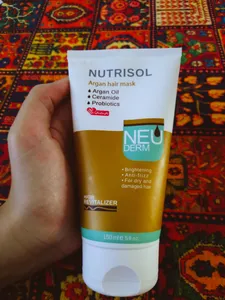 NUTRISOL
Argan hair mask
Argan Oil
Ceramide
Probiotics
NEU
DERM
• Brightening
• Anti-frizz
• For dry and
damaged hair
REVITALIZER